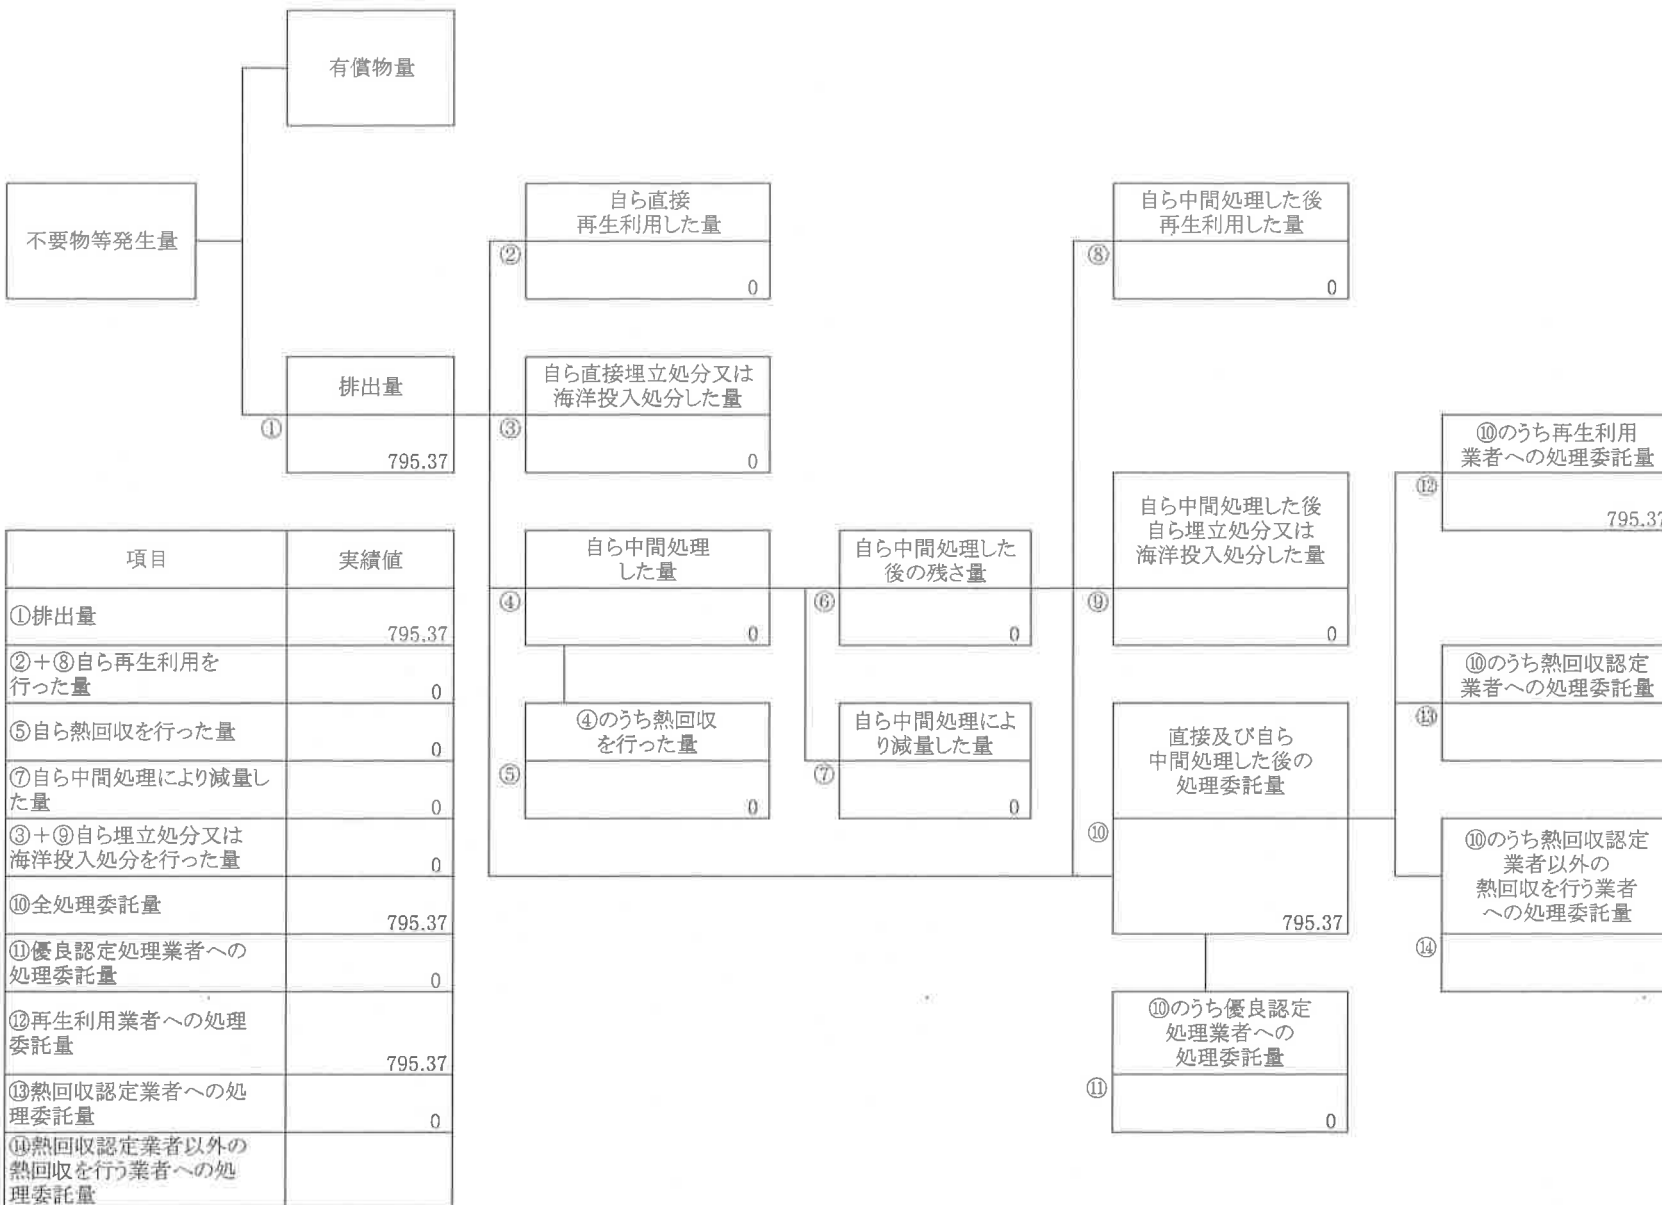 有償物量
不要物等発生量
自ら直接
再生利用した量
②
0
自ら中間処理した後
再生利用した量
⑧
0
排出量
①
795.37
自ら直接埋立処分又は
海洋投入処分した量
③
0
⑩のうち再生利用
業者への処理委託量
⑫
795.37
自ら中間処理
した量
④
0
自ら中間処理した
後の残さ量
⑥
0
自ら中間処理した後
自ら埋立処分又は
海洋投入処分した量
⑨
0
⑩のうち熱回収認定
業者への処理委託量
⑬
④のうち熱回収
を行った量
⑤
0
自ら中間処理によ
り減量した量
⑦
0
直接及び自ら
中間処理した後の
処理委託量
⑩
795.37
⑩のうち熱回収認定
業者以外の
熱回収を行う業者
への処理委託量
⑭
⑩のうち優良認定
処理業者への
処理委託量
⑪
0
項目 実績値
①排出量
795.37
②+⑧自ら再生利用を
行った量 0
⑤自ら熱回収を行った量
0
⑦自ら中間処理により減量し
た量 0
③+⑨自ら埋立処分又は
海洋投入処分を行った量 0
⑩全処理委託量
795.37
⑪優良認定処理業者への
処理委託量 0
⑫再生利用業者への処理
委託量
795.37
⑬熱回収認定業者への処
理委託量 0
⑭熱回収認定業者以外の
熱回収を行う業者への処
理委託量